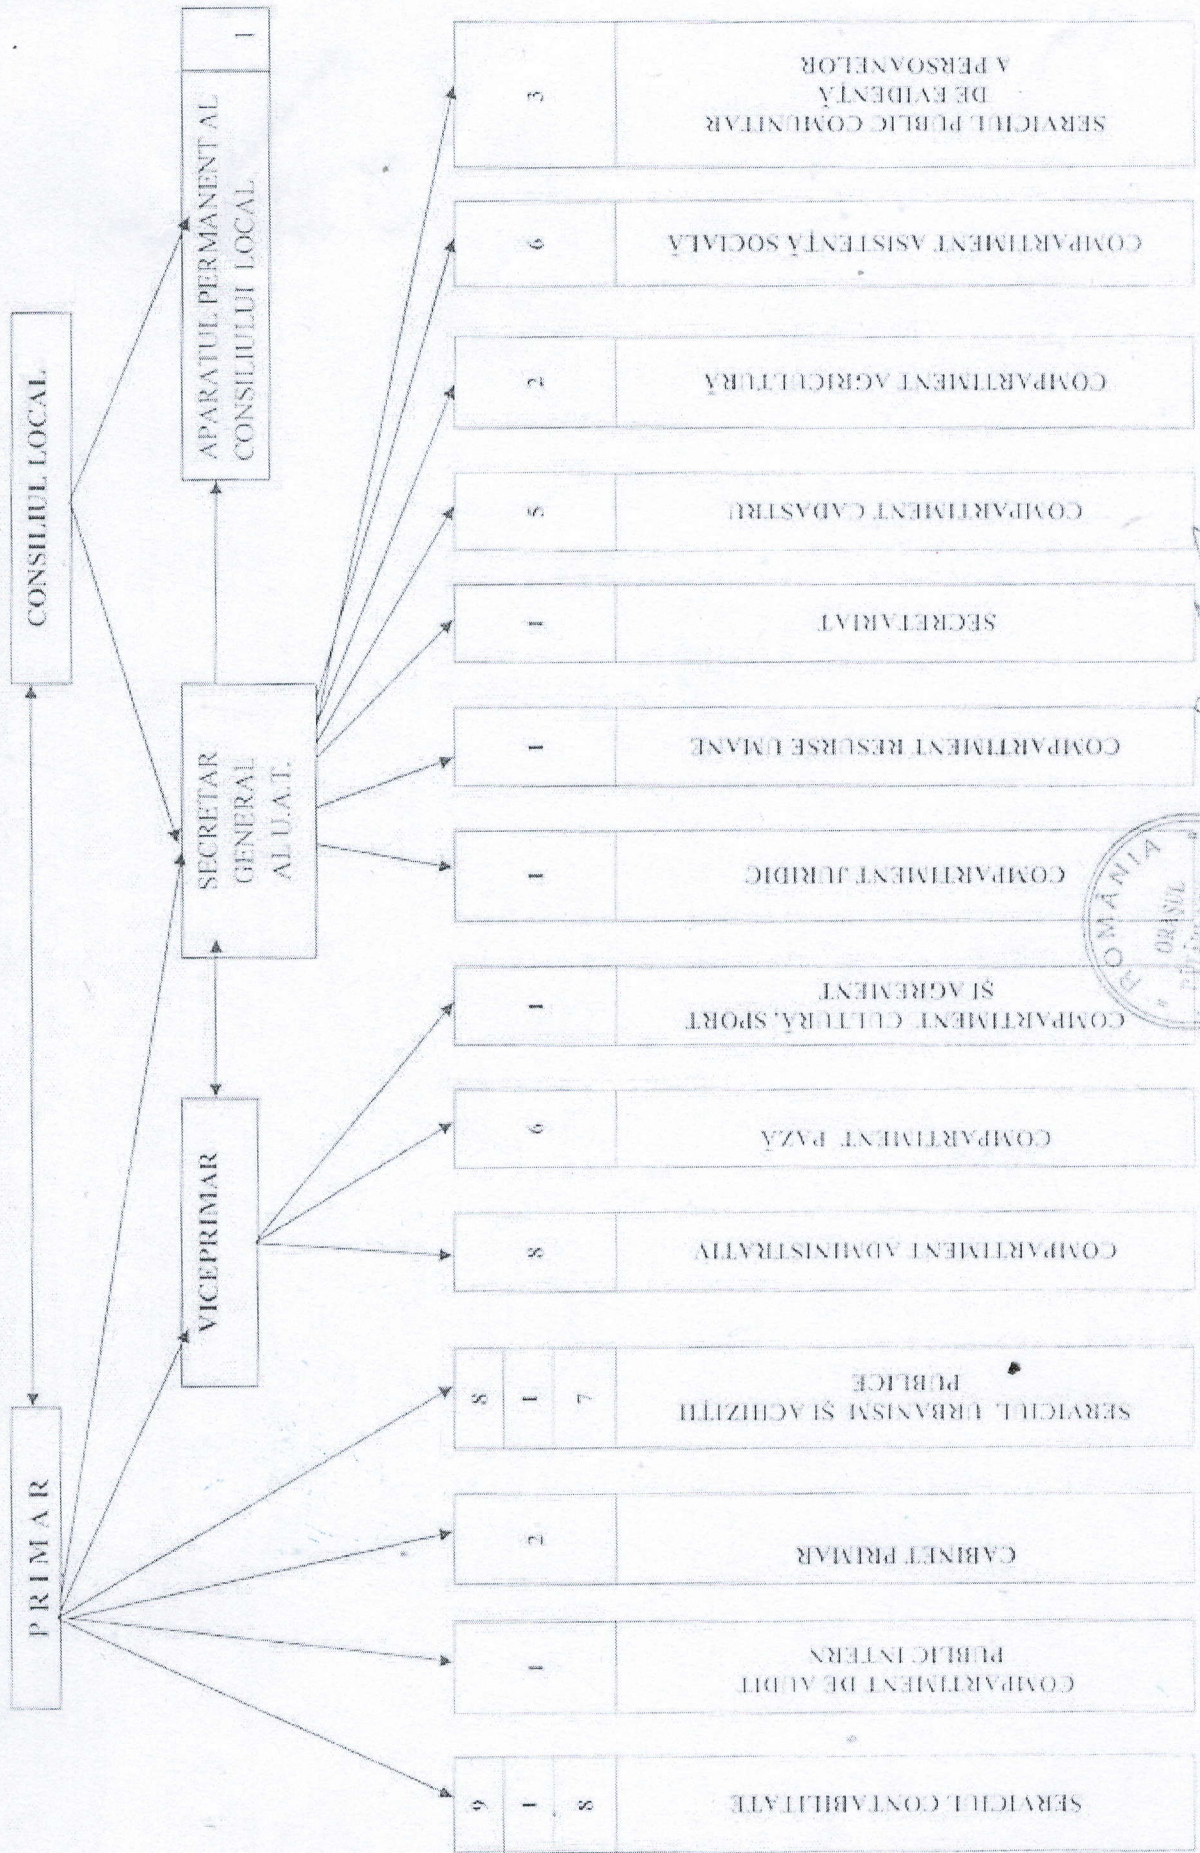 CONSILIUL LOCAL
PRIMAR
APARATUL PERMANENT AL
CONSILIULUI LOCAL
1
SECRETAR
GENERAL
AL U.A.T.
VICEPRIMAR
9
1
8
SERVICIUL CONTABILITATE
1
COMPARTIMENT DE AUDIT
PUBLIC INTERN
2
CABINET PRIMAR
8
1
7
SERVICIUL URBANISM ȘI ACHIZIȚII
PUBLICE
8
COMPARTIMENT ADMINISTRATIV
6
COMPARTIMENT PAZĂ
1
COMPARTIMENT CULTURĂ, SPORT
ȘI AGREMENT
1
COMPARTIMENT JURIDIC
1
COMPARTIMENT RESURSE UMANE
1
SECRETARIAT
5
COMPARTIMENT CADASTRU
2
COMPARTIMENT AGRICULTURĂ
6
COMPARTIMENT ASISTENȚĂ SOCIALĂ
3
SERVICIUL PUBLIC COMUNITAR
DE EVIDENȚĂ
A PERSOANELOR
* ROMÂNIA *
ORAȘUL